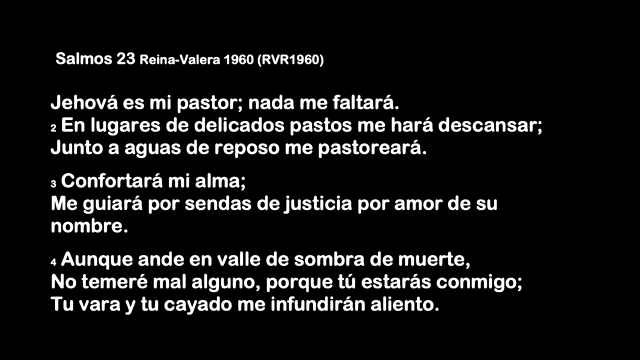 Salmos 23 Reina-Valera 1960 (RVR1960)
Jehová es mi pastor; nada me faltará.
2 En lugares de delicados pastos me hará descansar;
Junto a aguas de reposo me pastoreará.
3 Confortará mi alma;
Me guiará por sendas de justicia por amor de su
nombre.
4 Aunque ande en valle de sombra de muerte,
No temeré mal alguno, porque tú estarás conmigo;
Tu vara y tu cayado me infundirán aliento.